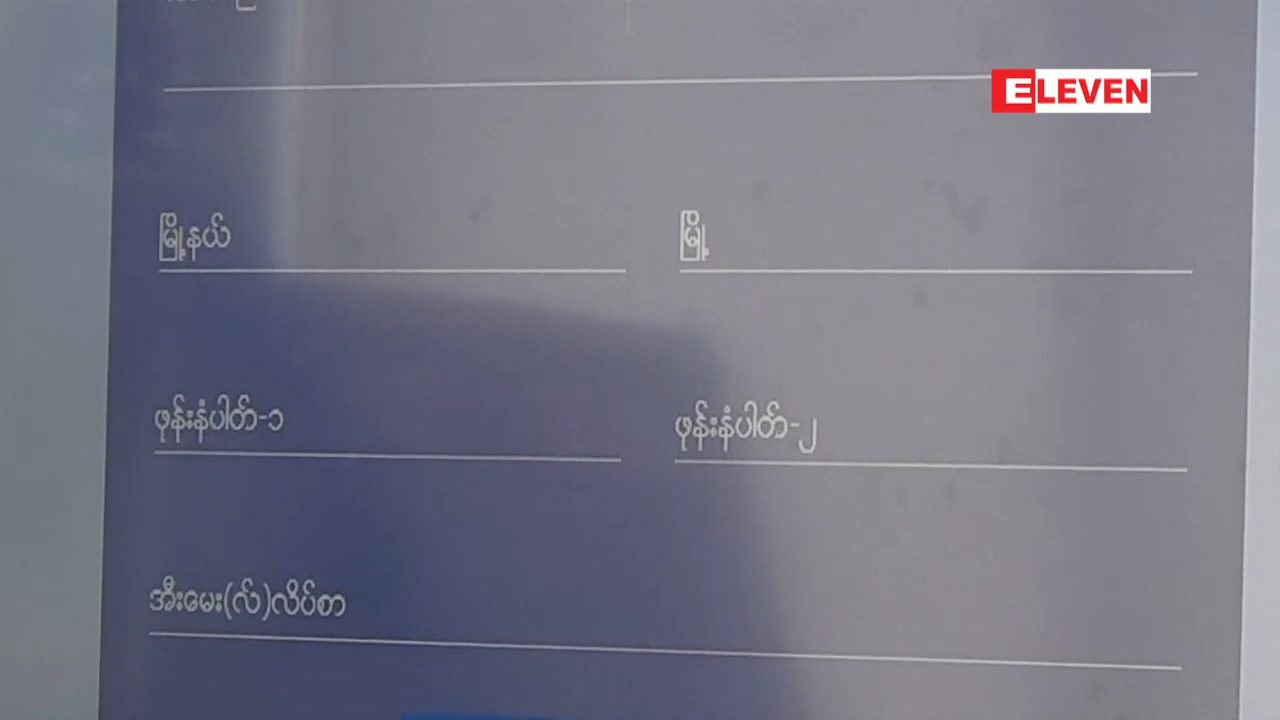 ELEVEN
မြို့နယ်
မြို့
ဖုန်းနံပါတ်-၁
ဖုန်းနံပါတ်-၂
အီးမေး(လ်)လိပ်စာ